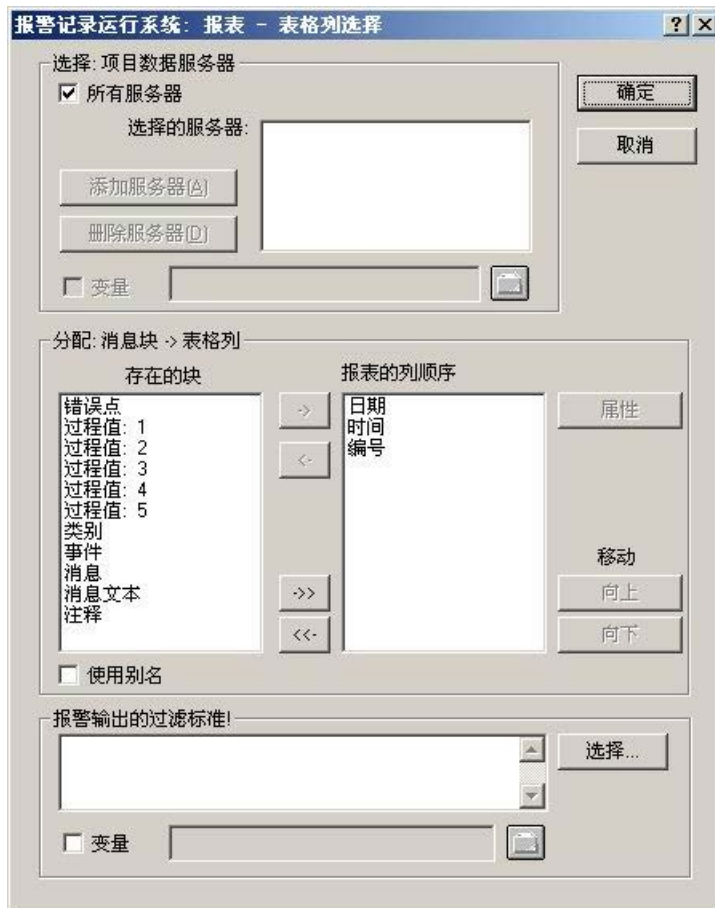 报警记录运行系统: 报表 - 表格列选择
选择: 项目数据服务器
所有服务器
确定
选择的服务器:
取消
添加服务器(A)
删除服务器(D)
变量
分配: 消息块 -> 表格列
存在的块
报表的列顺序
错误点
过程值: 1
过程值: 2
过程值: 3
过程值: 4
过程值: 5
类别
事件
消息
消息文本
注释
->
<-
->>
<<-
日期
时间
编号
属性
移动
向上
向下
使用别名
报警输出的过滤标准!
选择...
变量